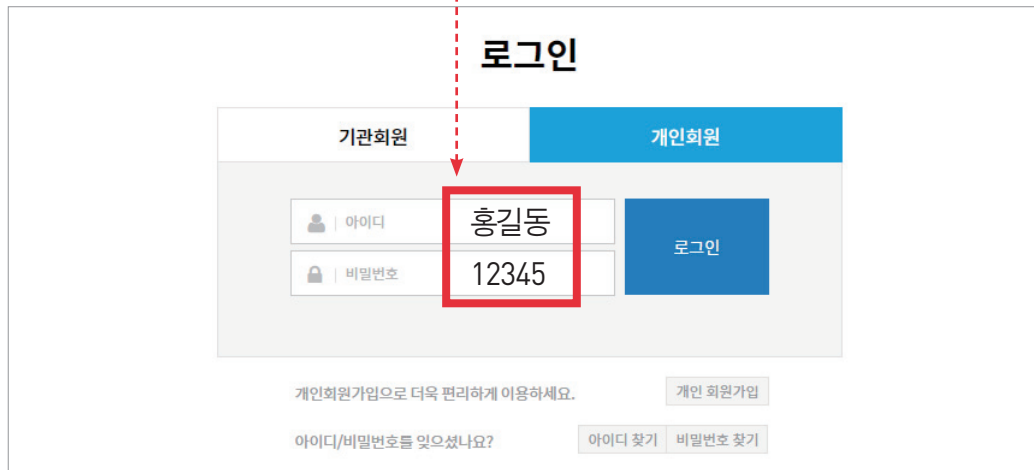 로그인
기관회원 개인회원
아이디 홍길동
로그인
비밀번호 12345
개인회원가입으로 더욱 편리하게 이용하세요. 개인 회원가입
아이디/비밀번호를 잊으셨나요? 아이디 찾기 비밀번호 찾기